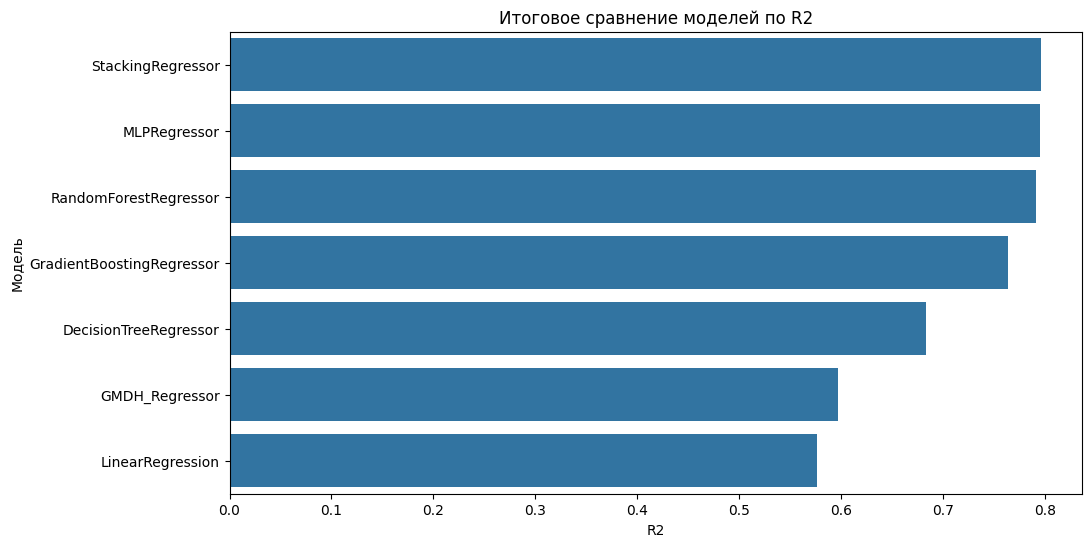 Итоговое сравнение моделей по R2
Модель
StackingRegressor
MLPRegressor
RandomForestRegressor
GradientBoostingRegressor
DecisionTreeRegressor
GMDH_Regressor
LinearRegression
0.0 0.1 0.2 0.3 0.4 0.5 0.6 0.7 0.8
R2